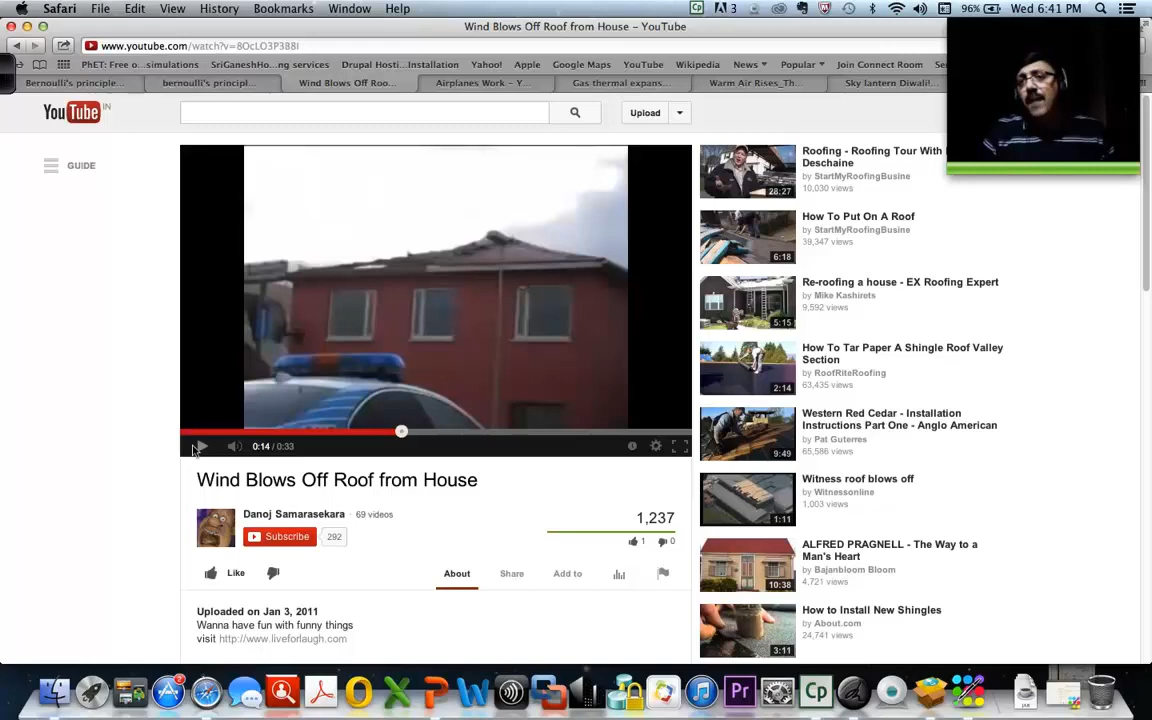 Safari File Edit View History Bookmarks Window Help 3 96% Wed 6:41 PM
Wind Blows Off Roof from House – YouTube
www.youtube.com/watch?v=8OcLO3P3B8I
PhET: Free o...simulations SriGaneshHo...ng services Drupal Hosti...Installation Yahoo! Apple Google Maps YouTube Wikipedia News Popular Join Connect Room
Bernoulli's principle... bernoulli's principl... Wind Blows Off Roo... Airplanes Work – Y... Gas thermal expans... Warm Air Rises_Th... Sky lantern Diwali!...
YouTube IN Upload
GUIDE
Roofing - Roofing Tour With
Deschaine
by StartMyRoofingBusine
10,030 views
28:27
How To Put On A Roof
by StartMyRoofingBusine
39,347 views
6:18
Re-roofing a house - EX Roofing Expert
by Mike Kashirets
9,592 views
5:15
How To Tar Paper A Shingle Roof Valley
Section
by RoofRiteRoofing
63,435 views
2:14
Western Red Cedar - Installation
Instructions Part One - Anglo American
by Pat Guterres
65,586 views
9:49
Witness roof blows off
by Witnessonline
1,003 views
1:11
ALFRED PRAGNELL - The Way to a
Man's Heart
by Bajanbloom Bloom
4,721 views
10:38
How to Install New Shingles
by About.com
24,741 views
3:11
0:14 / 0:33
Wind Blows Off Roof from House
Danoj Samarasekara · 69 videos
Subscribe 292
1,237
1 0
Like About Share Add to
Uploaded on Jan 3, 2011
Wanna have fun with funny things
visit http://www.liveforlaugh.com